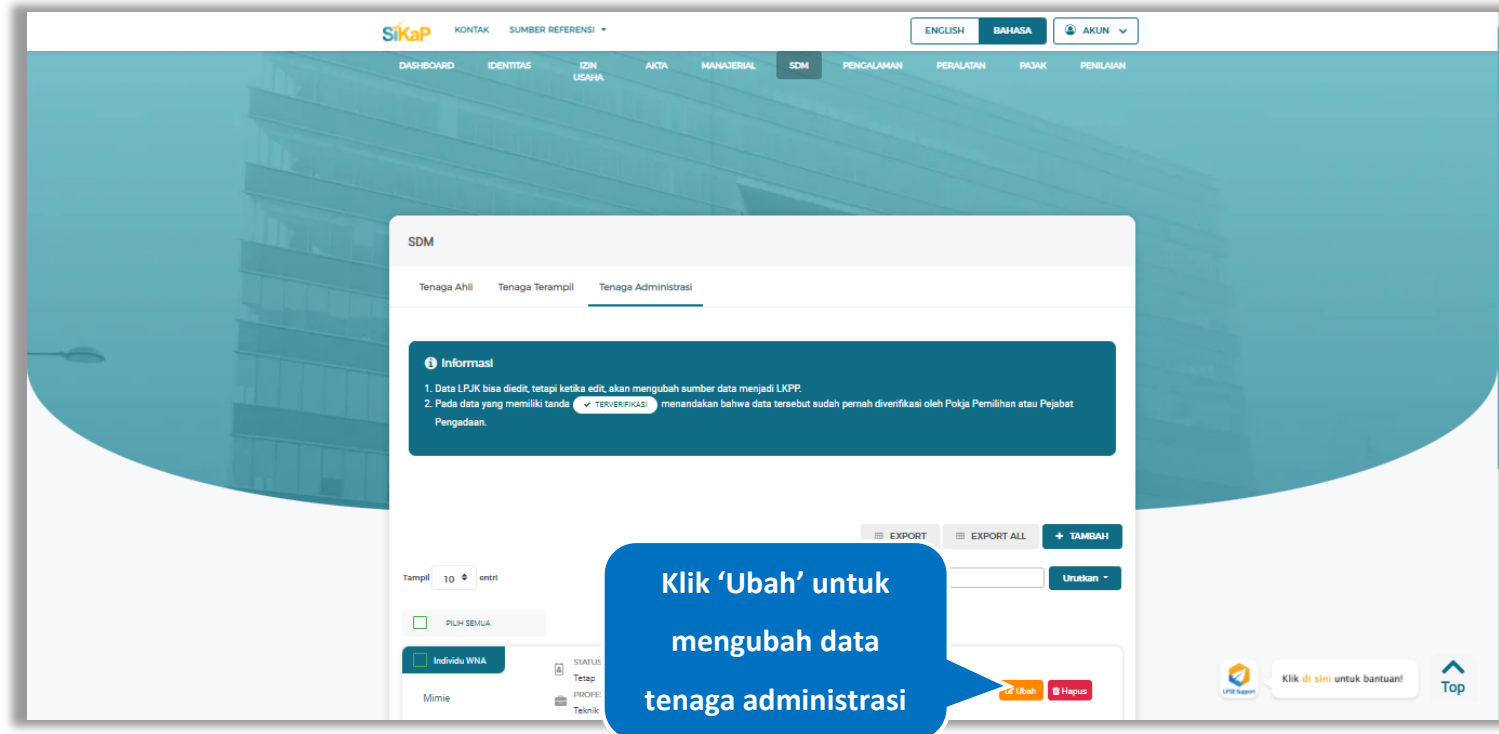 SiKaP KONTAK SUMBER REFERENSI ENGLISH BAHASA AKUN
DASHBOARD IDENTITAS IZIN USAHA AKTA MANAJERIAL SDM PENGALAMAN PERALATAN PAJAK PENILAIAN
SDM
Tenaga Ahli Tenaga Terampil Tenaga Administrasi
Informasi
1. Data LPJK bisa diedit, tetapi ketika edit, akan mengubah sumber data menjadi LKPP.
2. Pada data yang memiliki tanda TERVERIFIKASI menandakan bahwa data tersebut sudah pernah diverifikasi oleh Pokja Pemilihan atau Pejabat
Pengadaan.
EXPORT EXPORT ALL + TAMBAH
Tampil 10 entri Urutkan
PILIH SEMUA
Individu WNA
Mimie
STATUS
Tetap
Teknik
Ubah Hapus
Klik ‘Ubah’ untuk
mengubah data
tenaga administrasi
LPSE Support
Klik di sini untuk bantuan!
Top